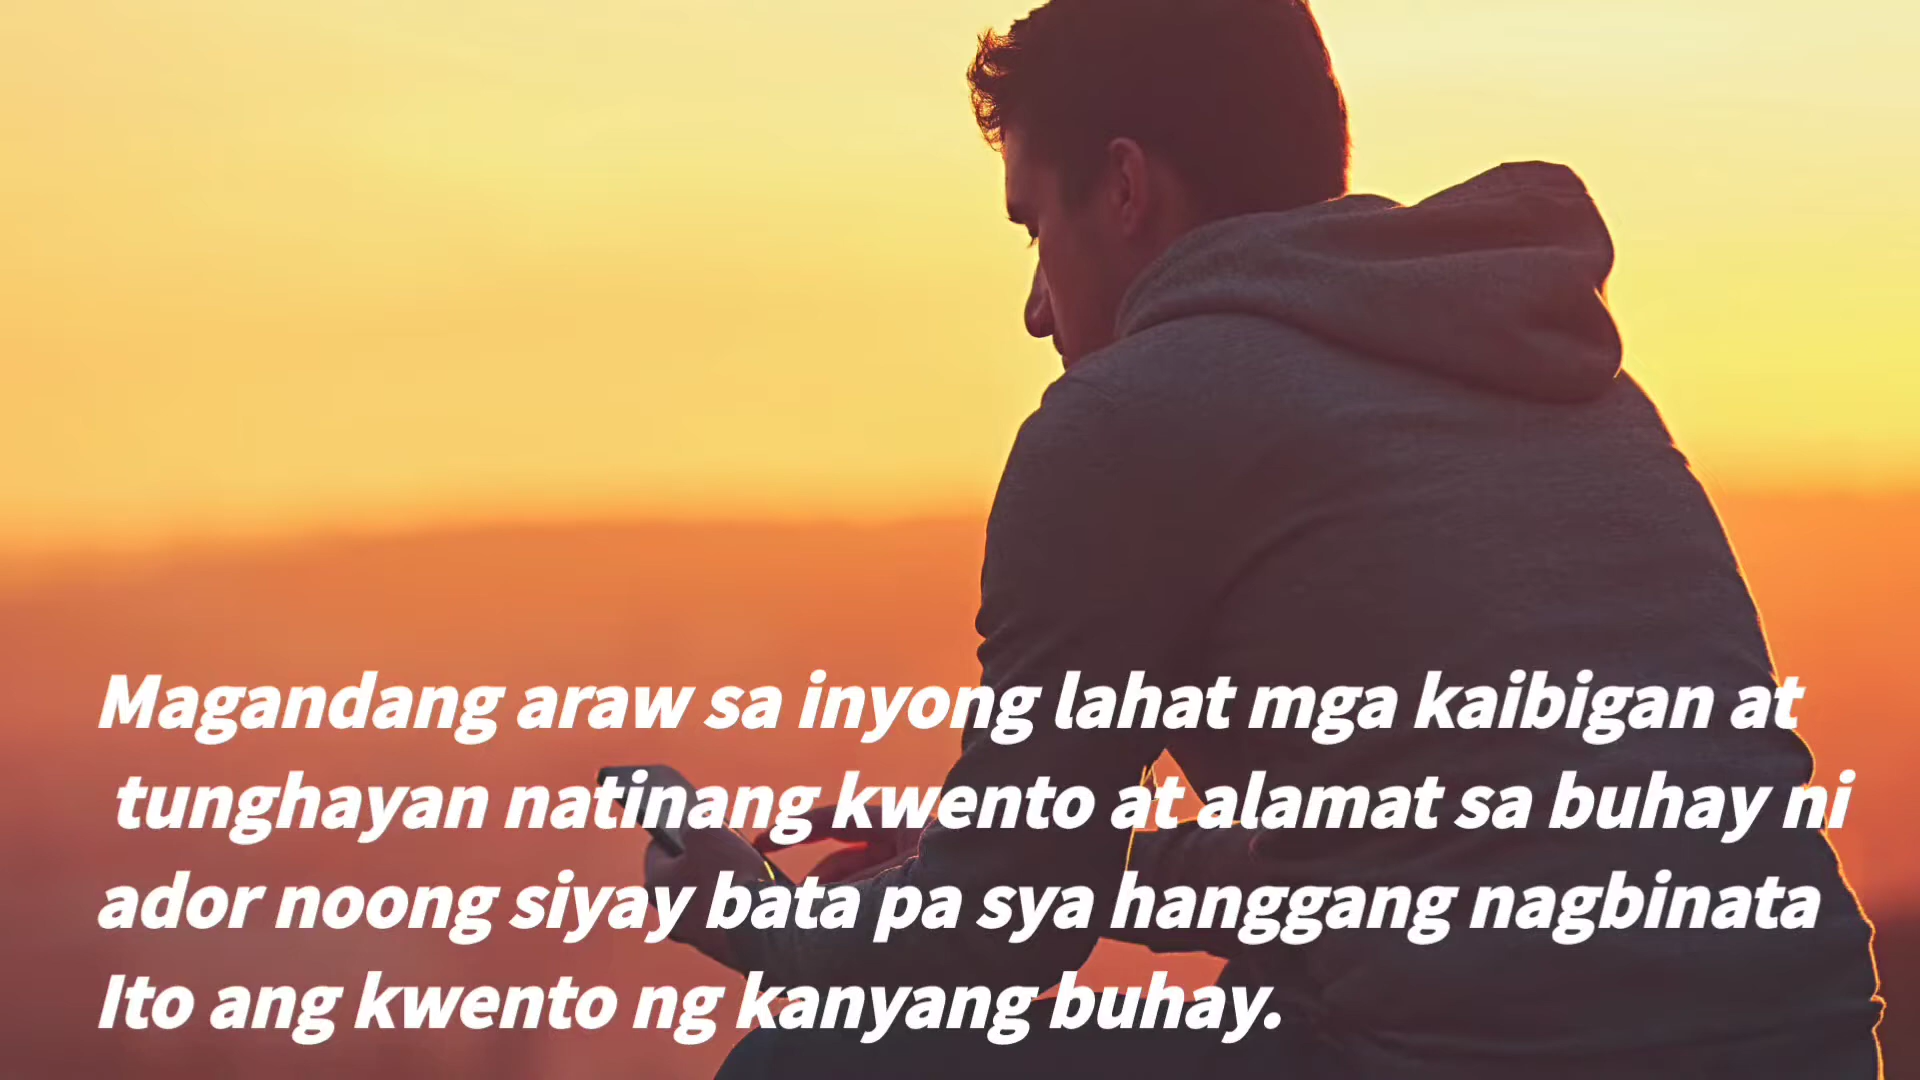 Magandang araw sa inyong lahat mga kaibigan at
tunghayan natinang kwento at alamat sa buhay ni
ador noong siyay bata pa sya hanggang nagbinata
Ito ang kwento ng kanyang buhay.